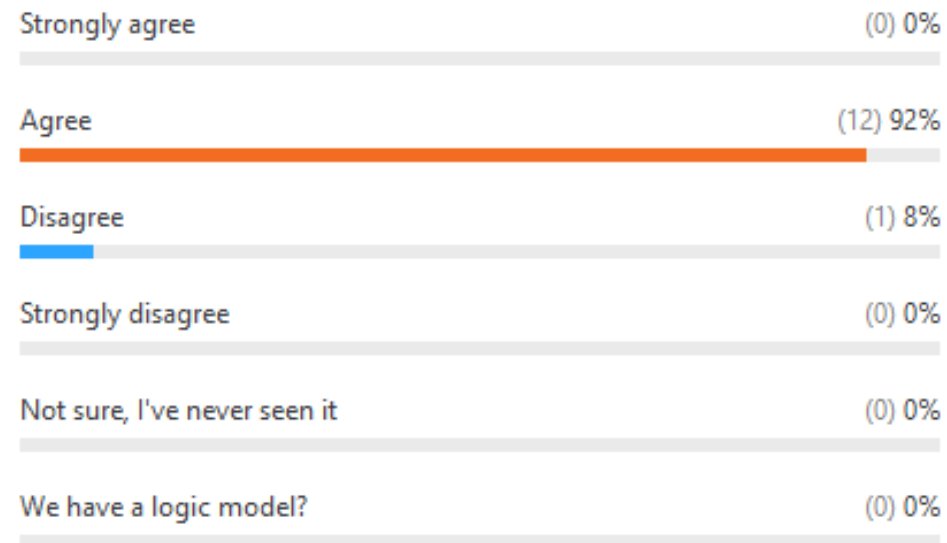 Strongly agree (0) 0%
Agree (12) 92%
Disagree (1) 8%
Strongly disagree (0) 0%
Not sure, I've never seen it (0) 0%
We have a logic model? (0) 0%